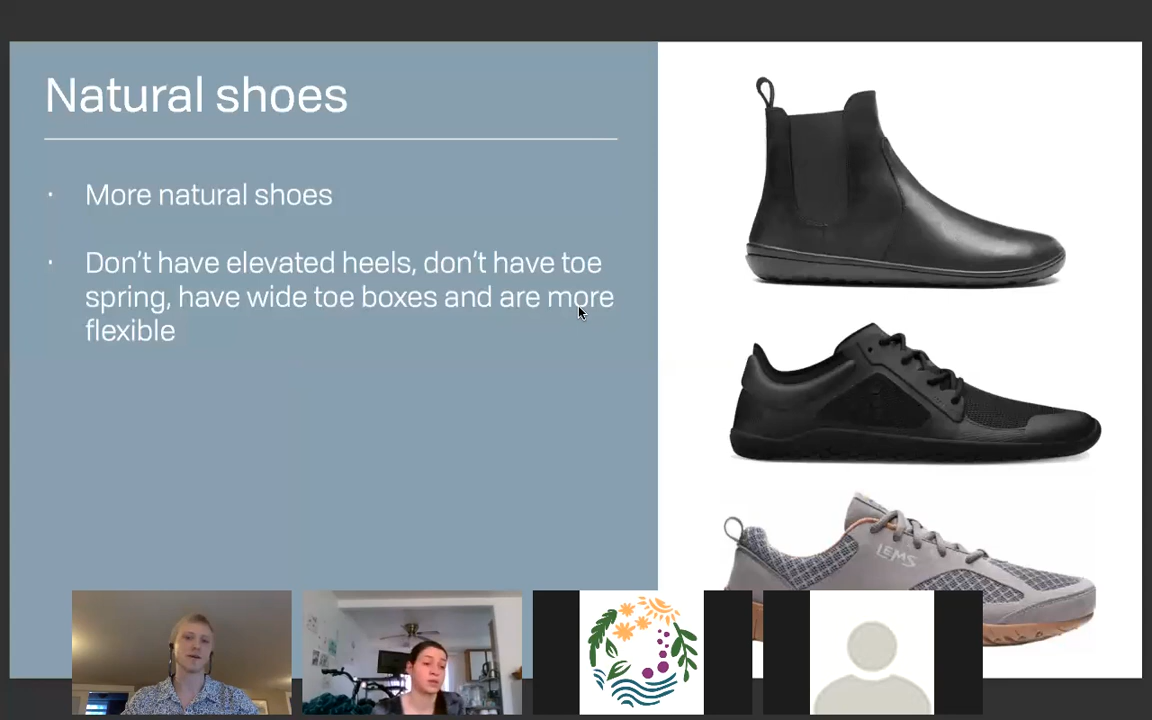 Natural shoes
· More natural shoes
· Don't have elevated heels, don't have toe
spring, have wide toe boxes and are more
flexible
LEMS